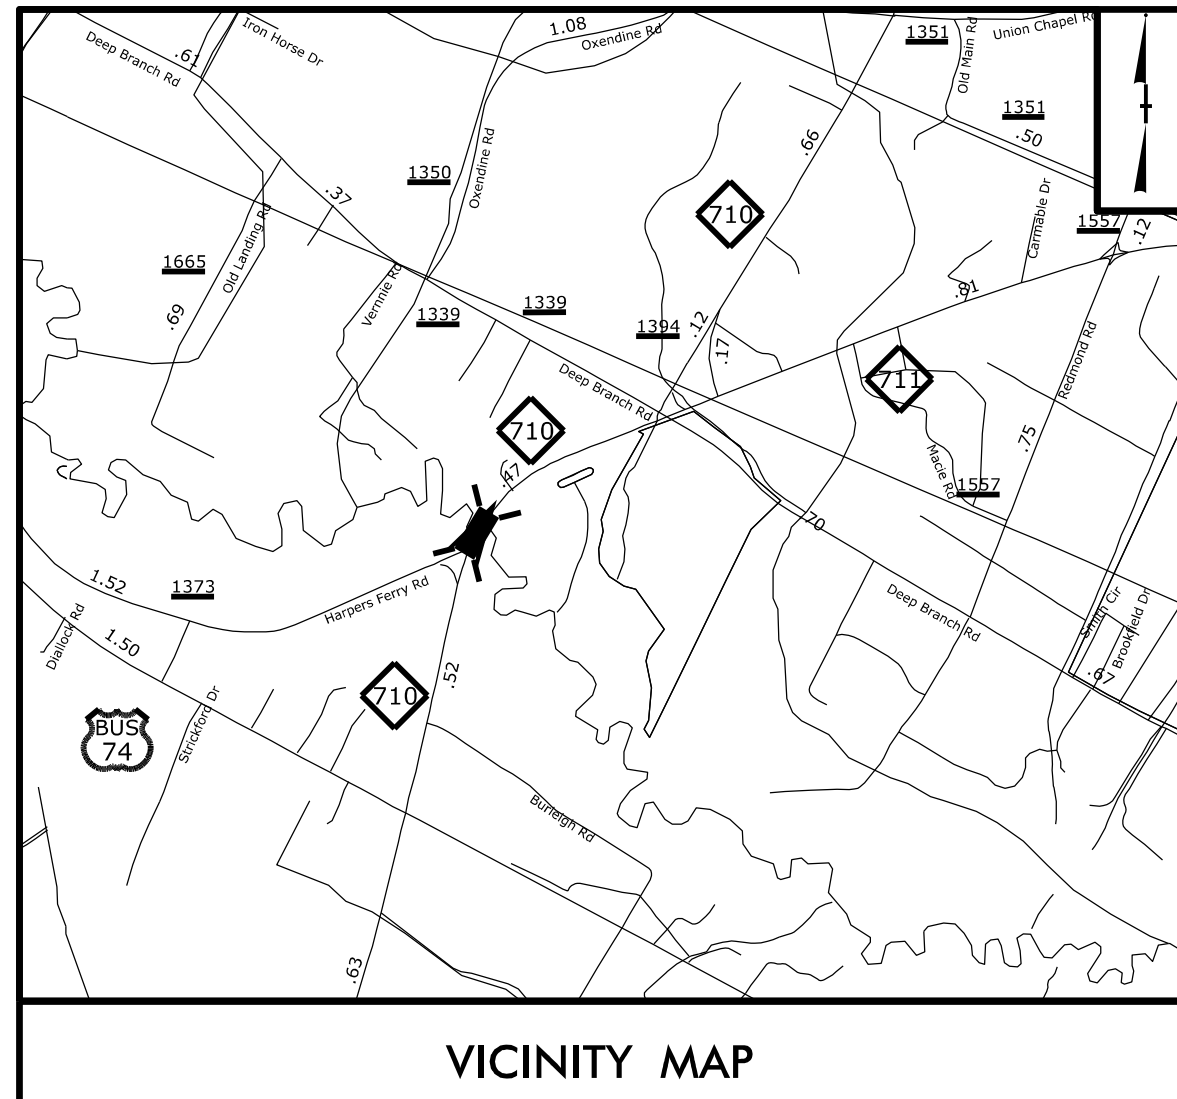 1.08
Oxendine Rd
Iron Horse Dr
Deep Branch Rd
.61
1351
Old Main Rd
Union Chapel Rd
1351
.50
.66
Oxendine Rd
1350
.37
710
Carmable Dr
1557
.12
Old Landing Rd
1665
.69
Vernnie Rd
1339
1339
1394
.12
.17
.81
Redmond Rd
711
Deep Branch Rd
710
.75
.47
Macie Rd
1557
.70
1.52
1373
Harpers Ferry Rd
Deep Branch Rd
Smith Cir
Brookfield Dr
.67
Diallock Rd
1.50
.52
710
Strickford Dr
BUS
74
Burleigh Rd
.63
VICINITY MAP